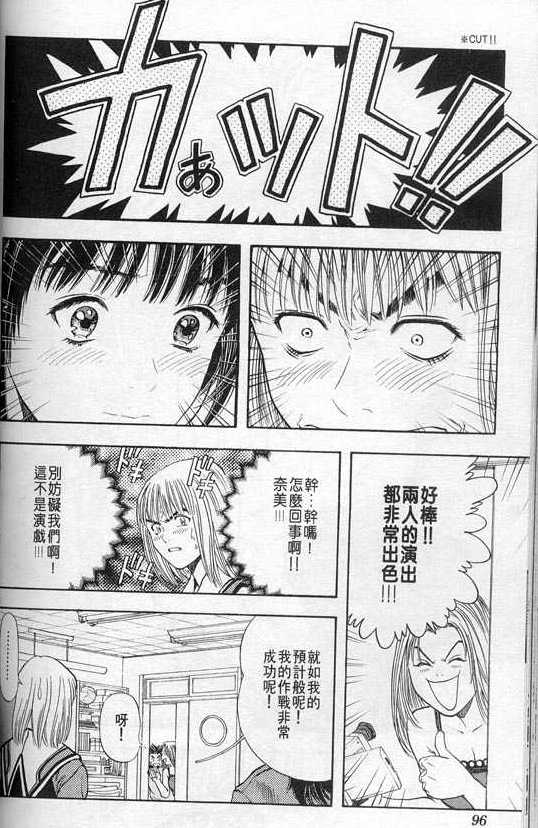 ※CUT!!
カぁット!!
好棒!!
兩人的演出
都非常出色!!!
幹…幹嘛!
怎麼回事啊!!
奈美!!!
ドキ
ドキ
ドキ
別妨礙我們啊!
這不是演戲!!!
就如我的
預計般呢!
我的作戰非常
成功呢!
呀!
…………
96